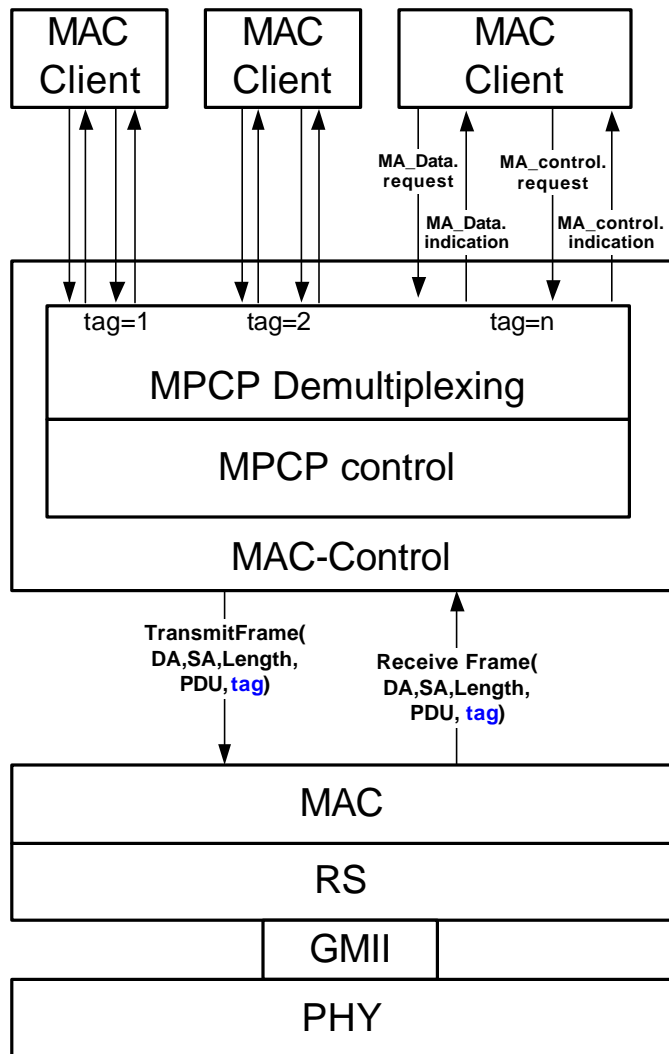 MAC
Client
MAC
Client
MAC
Client
MA_Data.
request
MA_control.
request
MA_Data.
indication
MA_control.
indication
tag=1
tag=2
tag=n
MPCP Demultiplexing
MPCP control
MAC-Control
TransmitFrame(
DA,SA,Length,
PDU, tag)
Receive Frame(
DA,SA,Length,
PDU, tag)
MAC
RS
GMII
PHY